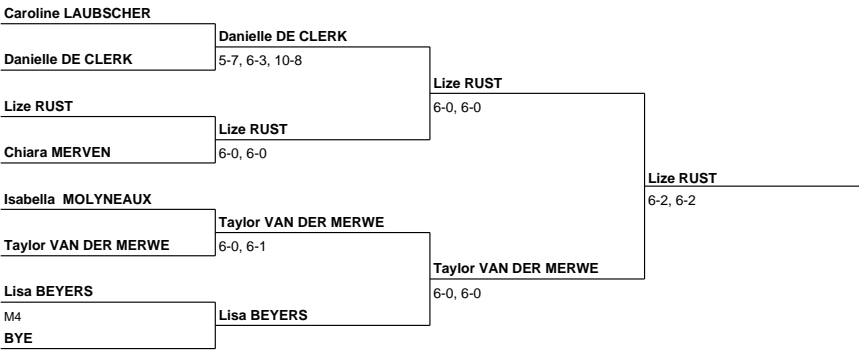 Caroline LAUBSCHER
Danielle DE CLERK
Danielle DE CLERK
5-7, 6-3, 10-8
Lize RUST
Lize RUST
6-0, 6-0
Lize RUST
6-0, 6-0
Chiara MERVEN
Lize RUST
6-2, 6-2
Isabella MOLYNEAUX
Taylor VAN DER MERWE
Taylor VAN DER MERWE
6-0, 6-1
Taylor VAN DER MERWE
6-0, 6-0
Lisa BEYERS
M4
Lisa BEYERS
BYE